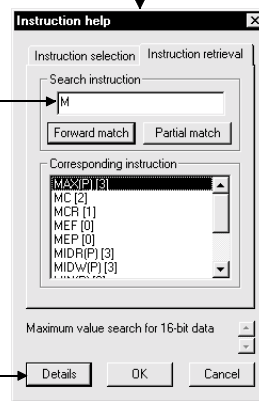 Instruction help
Instruction selection Instruction retrieval
Search instruction
M
Forward match Partial match
Corresponding instruction
MAX(P) [3]
MC [2]
MCR [1]
MEF [0]
MEP [0]
MIDR(P) [3]
MIDW(P) [3]
Maximum value search for 16-bit data
Details OK Cancel